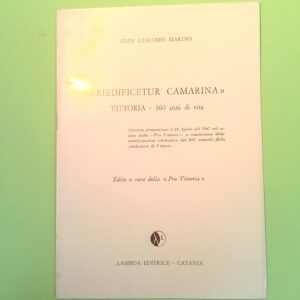 GIAN GIACOMO MARINO
«RIEDIFICETUR CAMARINA»
VITTORIA - 360 anni di vita
Discorso pronunciato il 24 Aprile del 1967 nel sa-
lone della «Pro Vittoria», a conclusione delle
manifestazioni celebrative del 360° annuale della
fondazione di Vittoria
Edito a cura della « Pro Vittoria »
LAMBDA EDITRICE - CATANIA